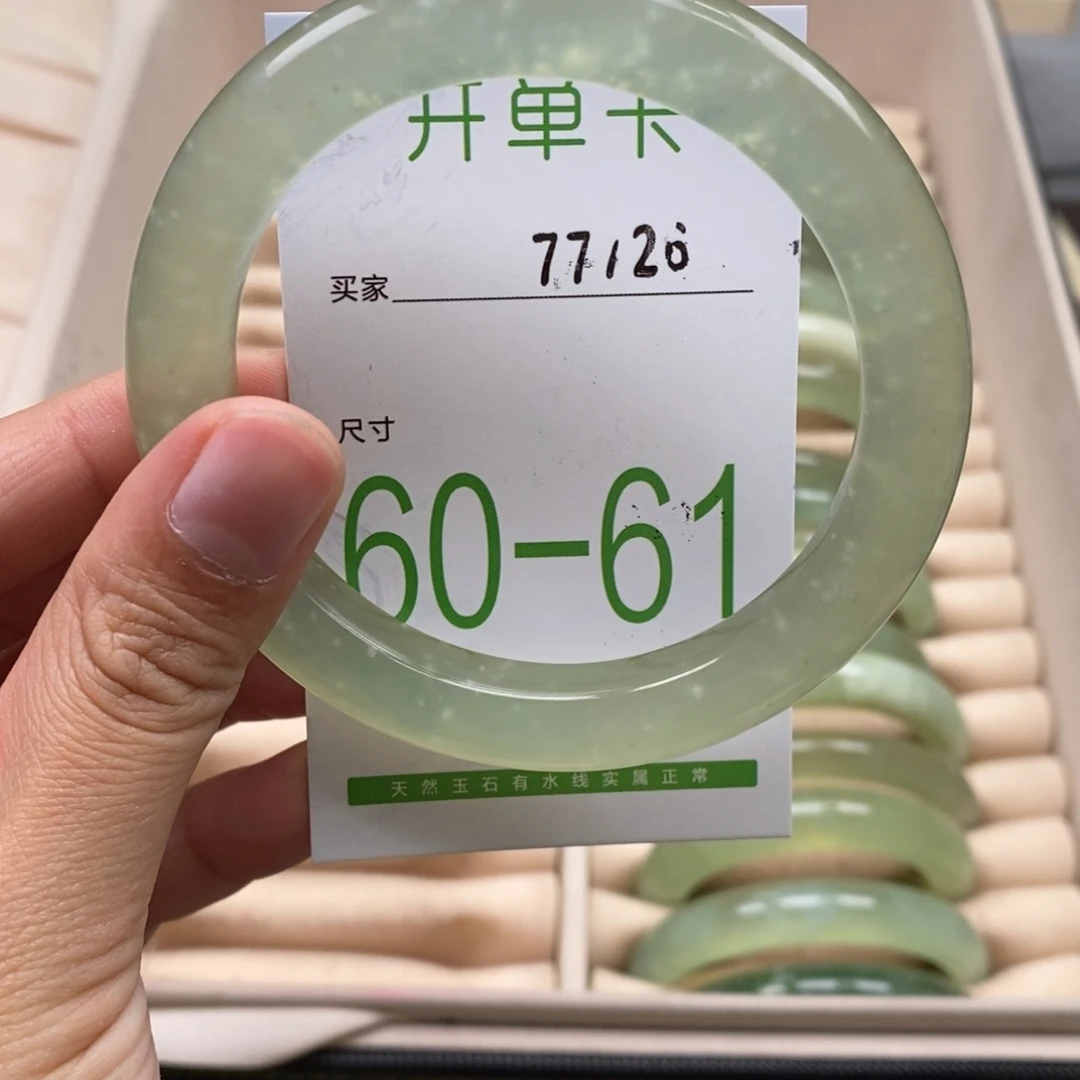 开单卡
买家 77120
尺寸
60-61
天然玉石有水线实属正常